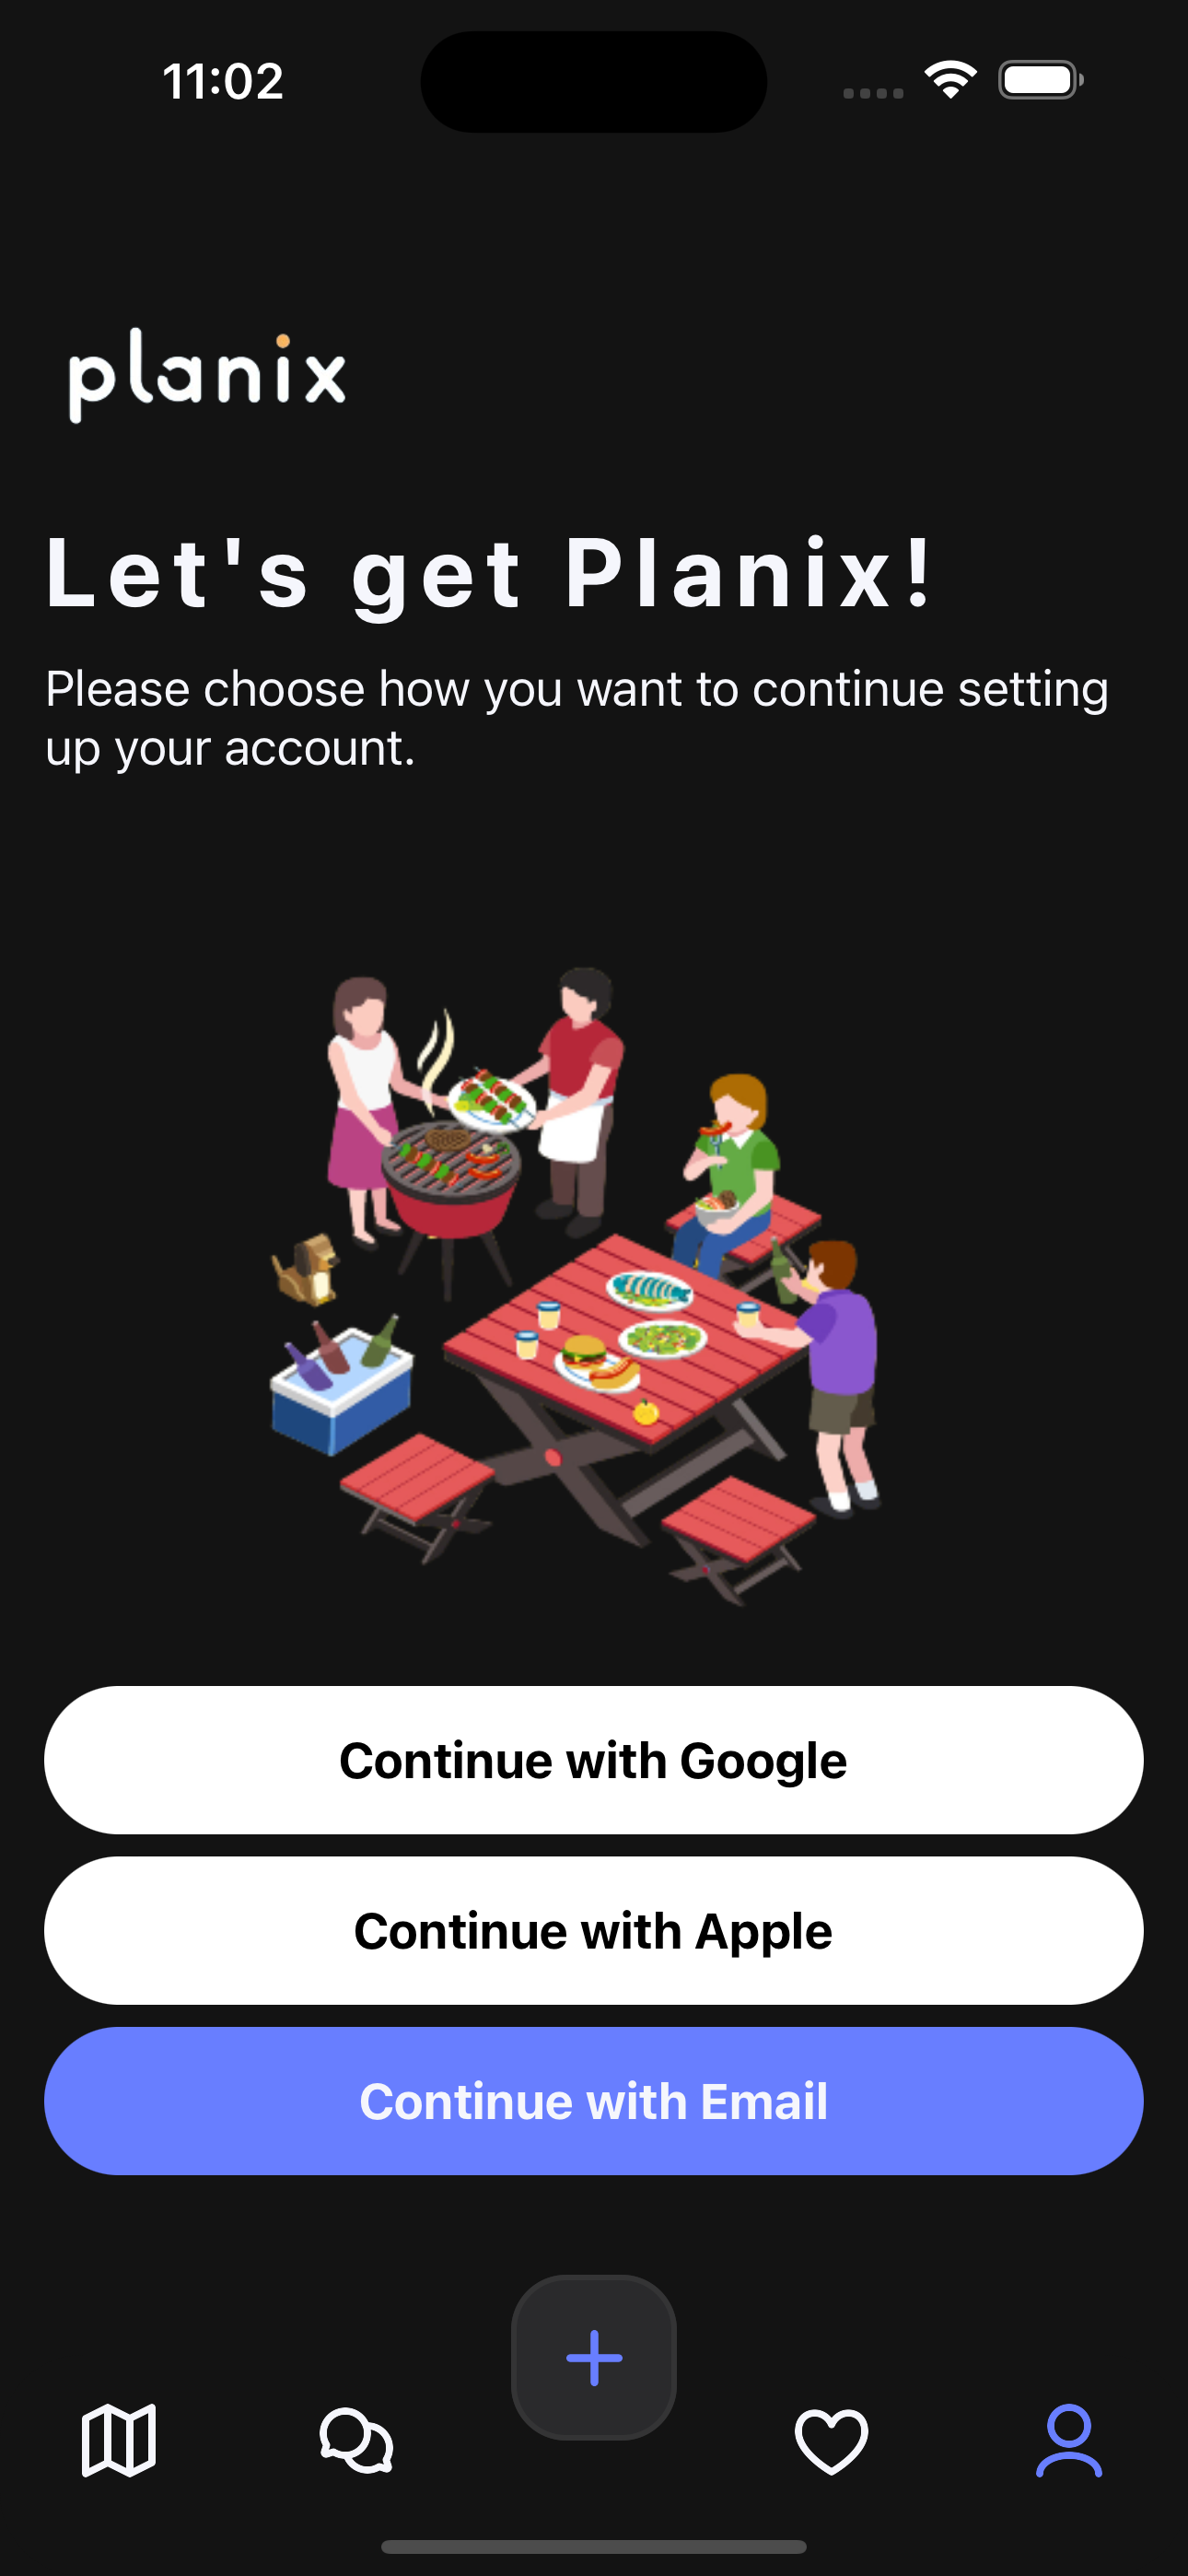 11:02
planix
Let's get Planix!
Please choose how you want to continue setting
up your account.
Continue with Google
Continue with Apple
Continue with Email